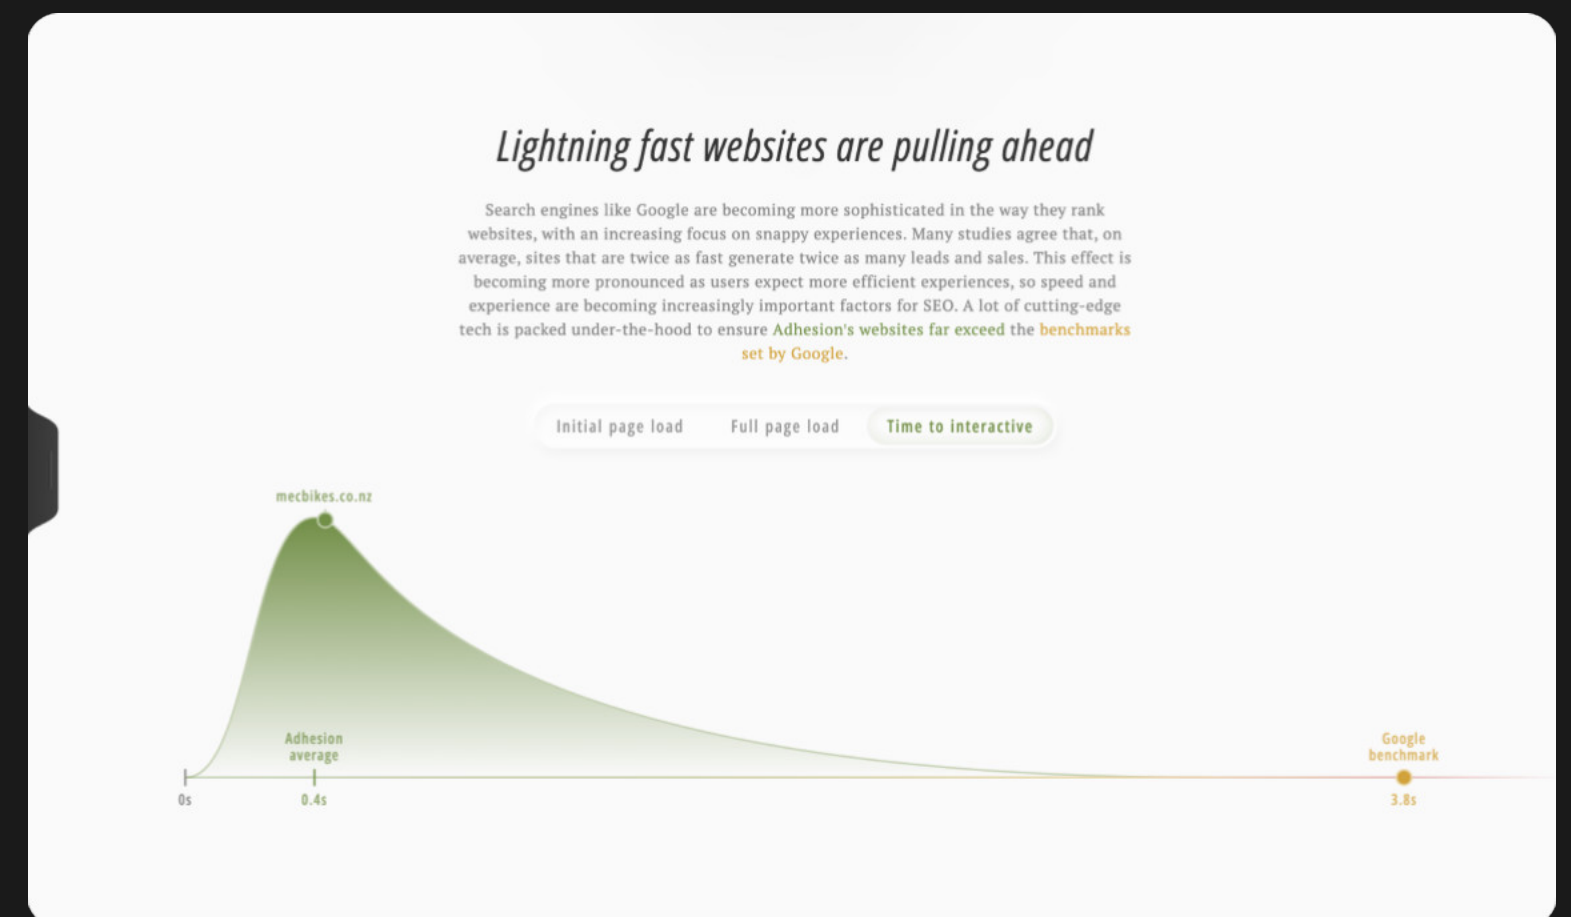 Lightning fast websites are pulling ahead
Search engines like Google are becoming more sophisticated in the way they rank
websites, with an increasing focus on snappy experiences. Many studies agree that, on
average, sites that are twice as fast generate twice as many leads and sales. This effect is
becoming more pronounced as users expect more efficient experiences, so speed and
experience are becoming increasingly important factors for SEO. A lot of cutting-edge
tech is packed under-the-hood to ensure Adhesion's websites far exceed the benchmarks
set by Google.
Initial page load Full page load Time to interactive
mecbikes.co.nz
Adhesion
average
Google
benchmark
0s 0.4s 3.8s